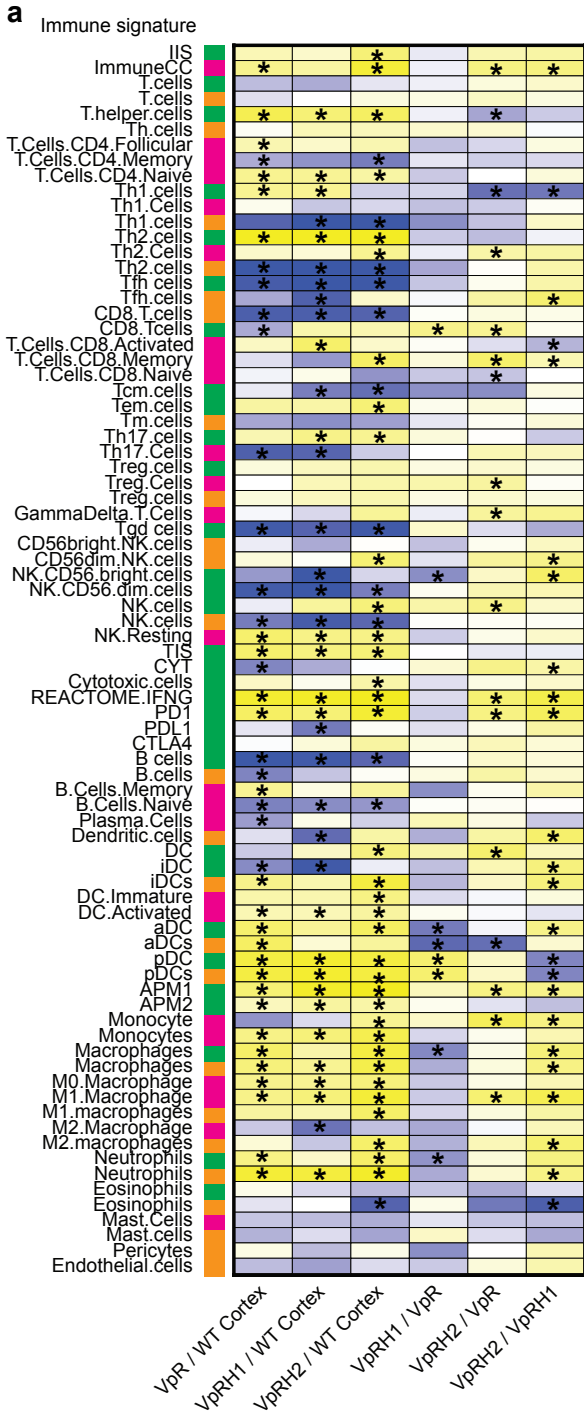 a
Immune signature
IIS
ImmuneCC
T.cells
T.cells
T.helper.cells
Th.cells
T.Cells.CD4.Follicular
T.Cells.CD4.Memory
T.Cells.CD4.Naive
Th1.cells
Th1.Cells
Th1.cells
Th2.cells
Th2.Cells
Th2.cells
Tfh cells
Tfh.cells
CD8.T.cells
CD8.Tcells
T.Cells.CD8.Activated
T.Cells.CD8.Memory
T.Cells.CD8.Naive
Tcm.cells
Tem.cells
Tm.cells
Th17.cells
Th17.Cells
Treg.cells
Treg.Cells
Treg.cells
GammaDelta.T.Cells
Tgd cells
CD56bright.NK.cells
CD56dim.NK.cells
NK.CD56.bright.cells
NK.CD56.dim.cells
NK.cells
NK.cells
NK.Resting
TIS
CYT
Cytotoxic.cells
REACTOME.IFNG
PD1
PDL1
CTLA4
B cells
B.cells
B.Cells.Memory
B.Cells.Naive
Plasma.Cells
Dendritic.cells
DC
iDC
iDCs
DC.Immature
DC.Activated
aDC
aDCs
pDC
pDCs
APM1
APM2
Monocyte
Monocytes
Macrophages
Macrophages
M0.Macrophage
M1.Macrophage
M1.macrophages
M2.Macrophage
M2.macrophages
Neutrophils
Neutrophils
Eosinophils
Eosinophils
Mast.Cells
Mast.cells
Pericytes
Endothelial.cells
VpR / WT Cortex
VpRH1 / WT Cortex
VpRH2 / WT Cortex
VpRH1 / VpR
VpRH2 / VpR
VpRH2 / VpRH1